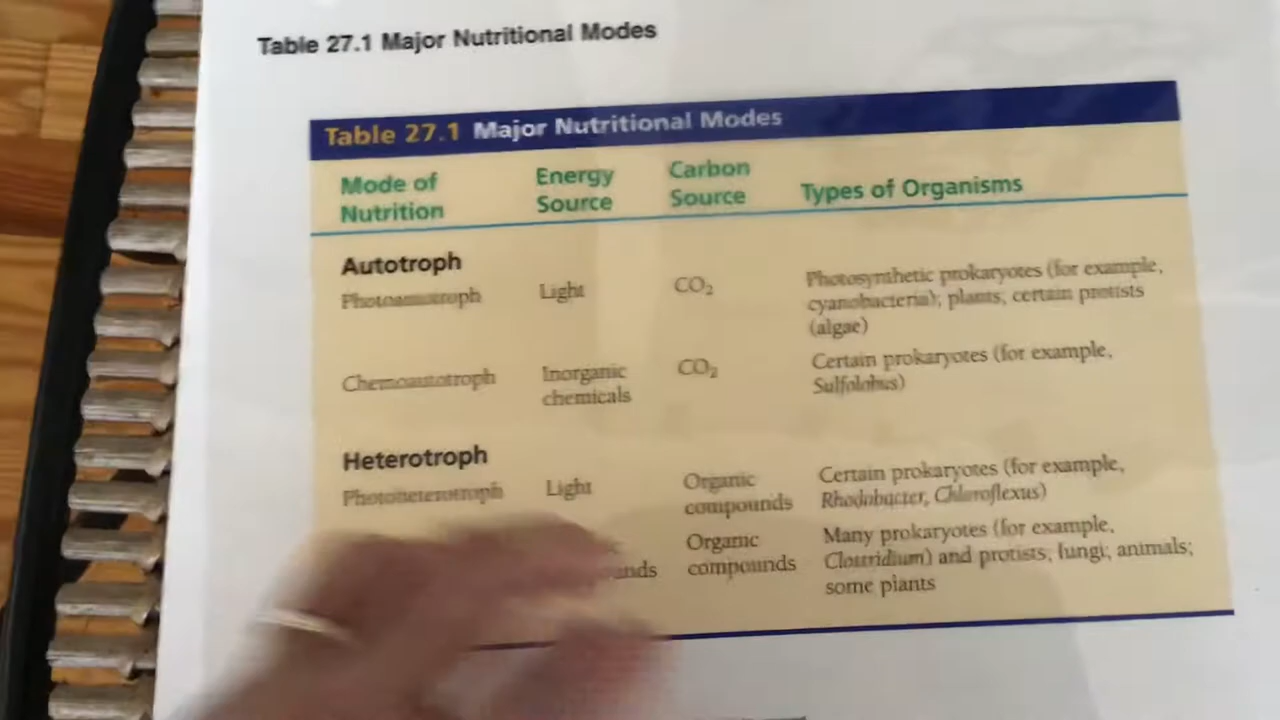 Table 27.1 Major Nutritional Modes
Table 27.1 Major Nutritional Modes
Mode of Nutrition
Energy Source
Carbon Source
Types of Organisms
Autotroph
Photoautotroph
Light
CO₂
Photosynthetic prokaryotes (for example,
cyanobacteria); plants; certain protists
(algae)
Chemoautotroph
Inorganic
chemicals
CO₂
Certain prokaryotes (for example,
Sulfolobus)
Heterotroph
Photoheterotroph
Light
Organic
compounds
Certain prokaryotes (for example,
Rhodobacter, Chloroflexus)
Organic
compounds
Many prokaryotes (for example,
Clostridium) and protists; fungi; animals;
some plants